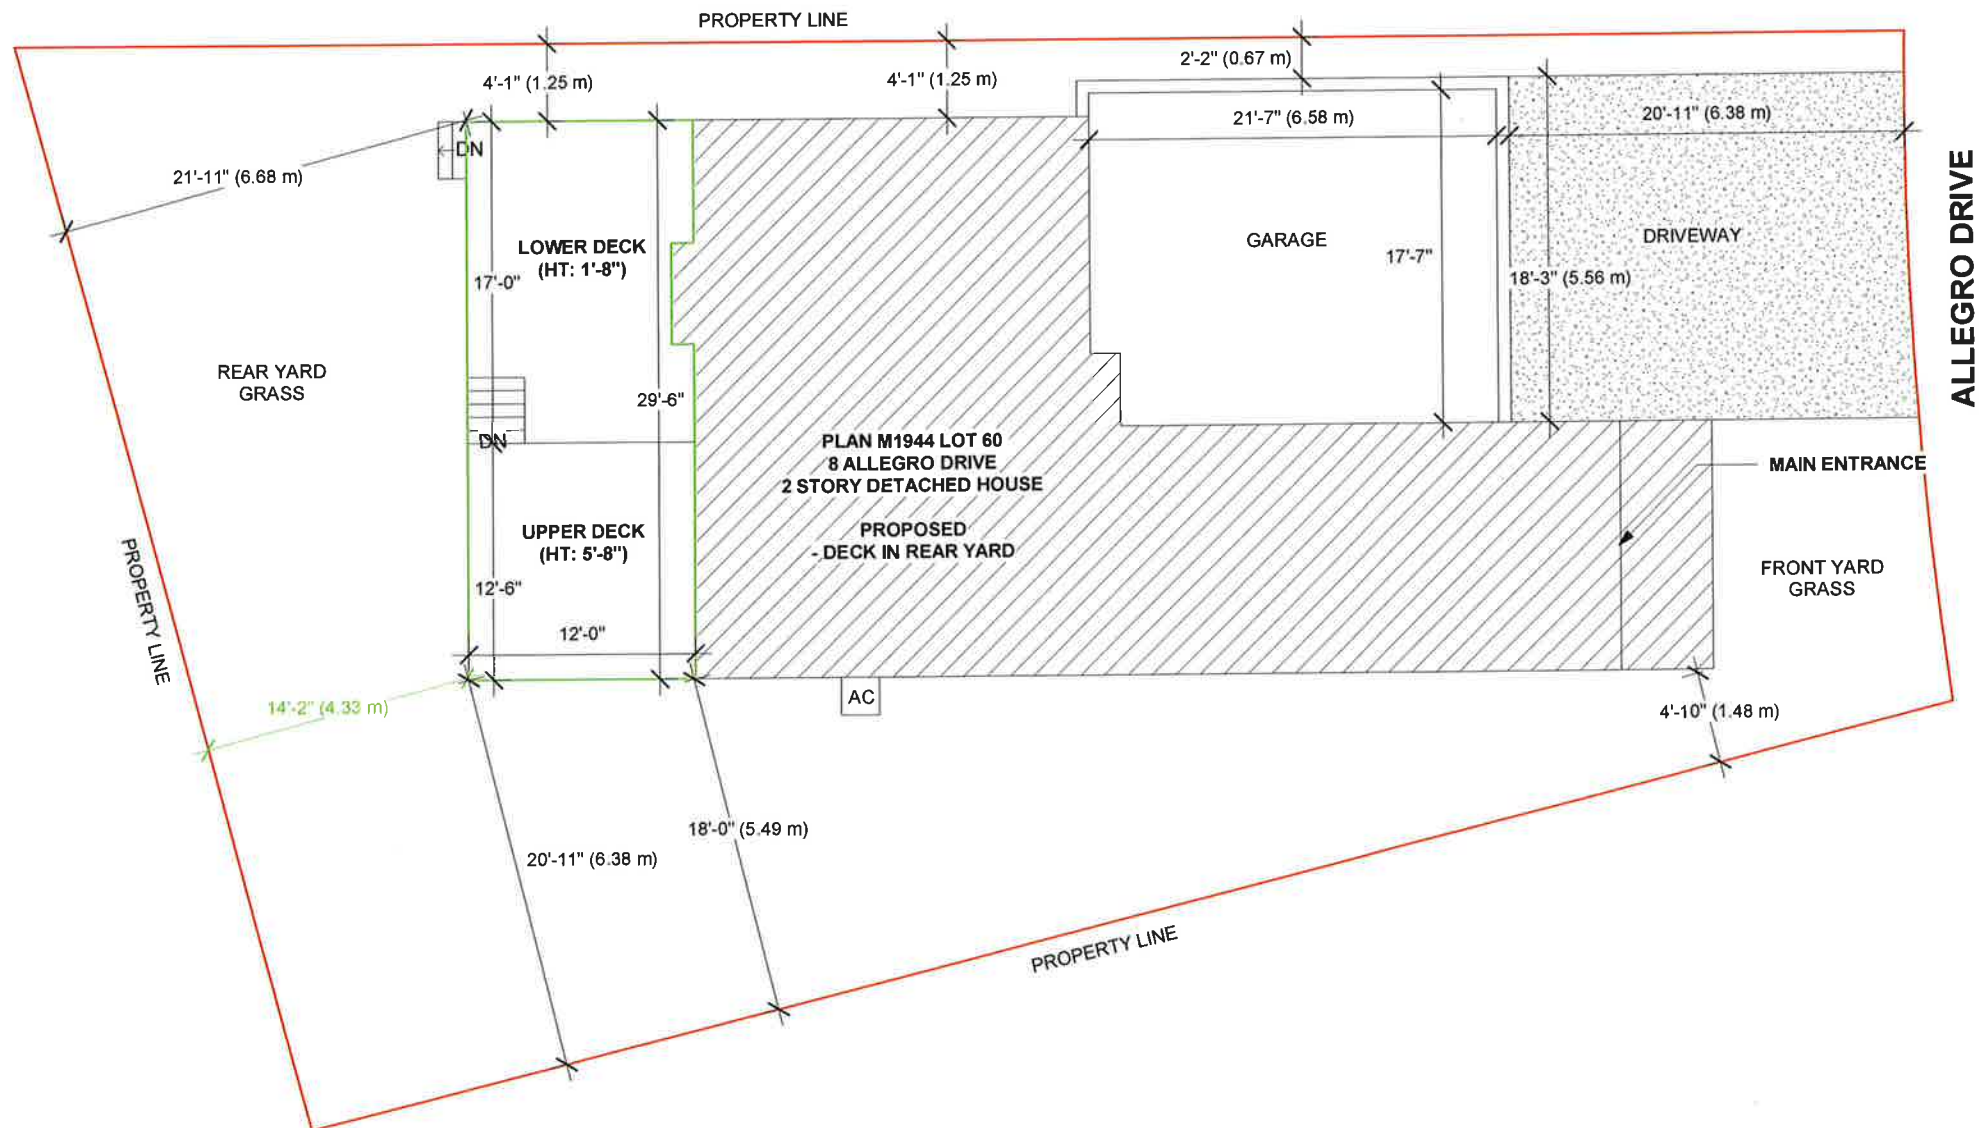 PROPERTY LINE
4'-1" (1.25 m)
4'-1" (1.25 m)
2'-2" (0.67 m)
21'-7" (6.58 m)
20'-11" (6.38 m)
DN
21'-11" (6.68 m)
LOWER DECK
(HT: 1'-8")
17'-0"
GARAGE
17'-7"
DRIVEWAY
18'-3" (5.56 m)
ALLEGRO DRIVE
REAR YARD
GRASS
29'-6"
DN
PLAN M1944 LOT 60
8 ALLEGRO DRIVE
2 STORY DETACHED HOUSE
PROPOSED
- DECK IN REAR YARD
MAIN ENTRANCE
UPPER DECK
(HT: 5'-8")
12'-6"
12'-0"
FRONT YARD
GRASS
PROPERTY LINE
14'-2" (4.33 m)
AC
4'-10" (1.48 m)
18'-0" (5.49 m)
20'-11" (6.38 m)
PROPERTY LINE